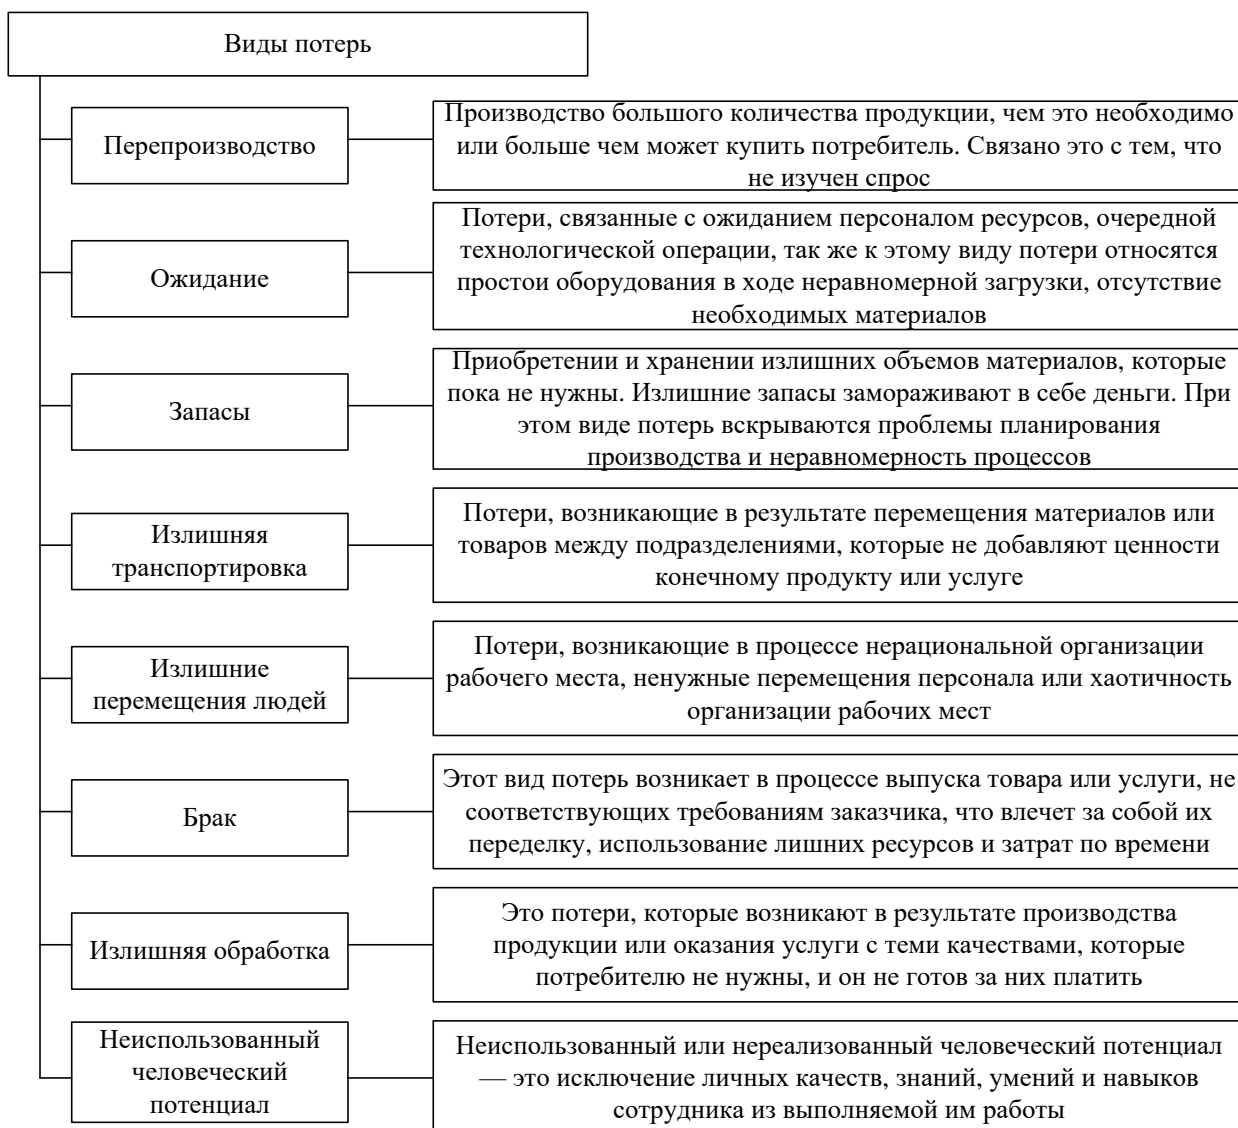 Виды потерь
Перепроизводство
Производство большого количества продукции, чем это необходимо
или больше чем может купить потребитель. Связано это с тем, что
не изучен спрос
Ожидание
Потери, связанные с ожиданием персоналом ресурсов, очередной
технологической операции, так же к этому виду потери относятся
простои оборудования в ходе неравномерной загрузки, отсутствие
необходимых материалов
Запасы
Приобретении и хранении излишних объемов материалов, которые
пока не нужны. Излишние запасы замораживают в себе деньги. При
этом виде потерь вскрываются проблемы планирования
производства и неравномерность процессов
Излишняя
транспортировка
Потери, возникающие в результате перемещения материалов или
товаров между подразделениями, которые не добавляют ценности
конечному продукту или услуге
Излишние
перемещения людей
Потери, возникающие в процессе нерациональной организации
рабочего места, ненужные перемещения персонала или хаотичность
организации рабочих мест
Брак
Этот вид потерь возникает в процессе выпуска товара или услуги, не
соответствующих требованиям заказчика, что влечет за собой их
переделку, использование лишних ресурсов и затрат по времени
Излишняя обработка
Это потери, которые возникают в результате производства
продукции или оказания услуги с теми качествами, которые
потребителю не нужны, и он не готов за них платить
Неиспользованный
человеческий
потенциал
Неиспользованный или нереализованный человеческий потенциал
— это исключение личных качеств, знаний, умений и навыков
сотрудника из выполняемой им работы